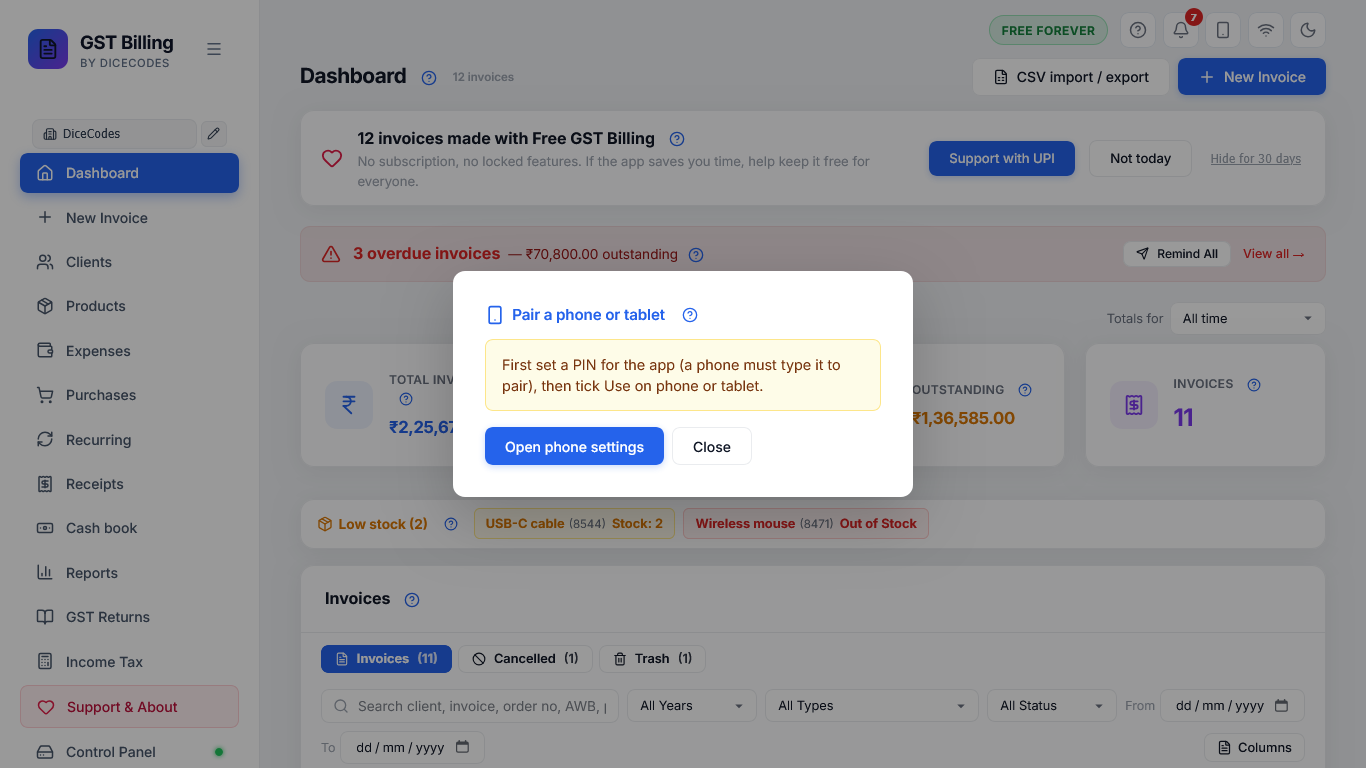 GST Billing
BY DICECODES
DiceCodes
Dashboard
New Invoice
Clients
Products
Expenses
Purchases
Recurring
Receipts
Cash book
Reports
GST Returns
Income Tax
Support & About
Control Panel
FREE FOREVER
7
Dashboard
12 invoices
CSV import / export
New Invoice
12 invoices made with Free GST Billing
No subscription, no locked features. If the app saves you time, help keep it free for
everyone.
Support with UPI
Not today
Hide for 30 days
3 overdue invoices — ₹70,800.00 outstanding
Remind All
View all →
Totals for
All time
TOTAL INV
₹2,25,67
OUTSTANDING
₹1,36,585.00
INVOICES
11
Pair a phone or tablet
First set a PIN for the app (a phone must type it to
pair), then tick Use on phone or tablet.
Open phone settings
Close
Low stock (2)
USB-C cable (8544) Stock: 2
Wireless mouse (8471) Out of Stock
Invoices
Invoices (11)
Cancelled (1)
Trash (1)
Search client, invoice, order no, AWB,
All Years
All Types
All Status
From
dd/mm/yyyy
To
dd/mm/yyyy
Columns